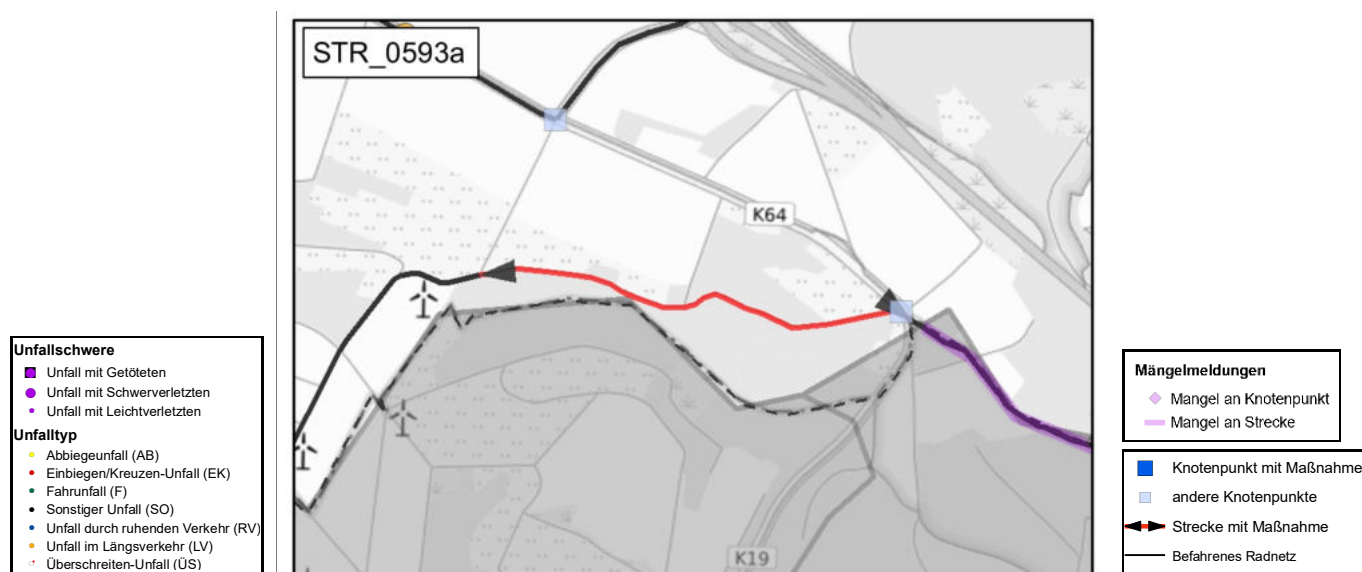 STR_0593a
K64
K19
Unfallschwere
Unfall mit Getöteten
Unfall mit Schwerverletzten
Unfall mit Leichtverletzten
Unfalltyp
Abbiegeunfall (AB)
Einbiegen/Kreuzen-Unfall (EK)
Fahrunfall (F)
Sonstiger Unfall (SO)
Unfall durch ruhenden Verkehr (RV)
Unfall im Längsverkehr (LV)
Überschreiten-Unfall (ÜS)
Mängelmeldungen
Mangel an Knotenpunkt
Mangel an Strecke
Knotenpunkt mit Maßnahme
andere Knotenpunkte
Strecke mit Maßnahme
Befahrenes Radnetz